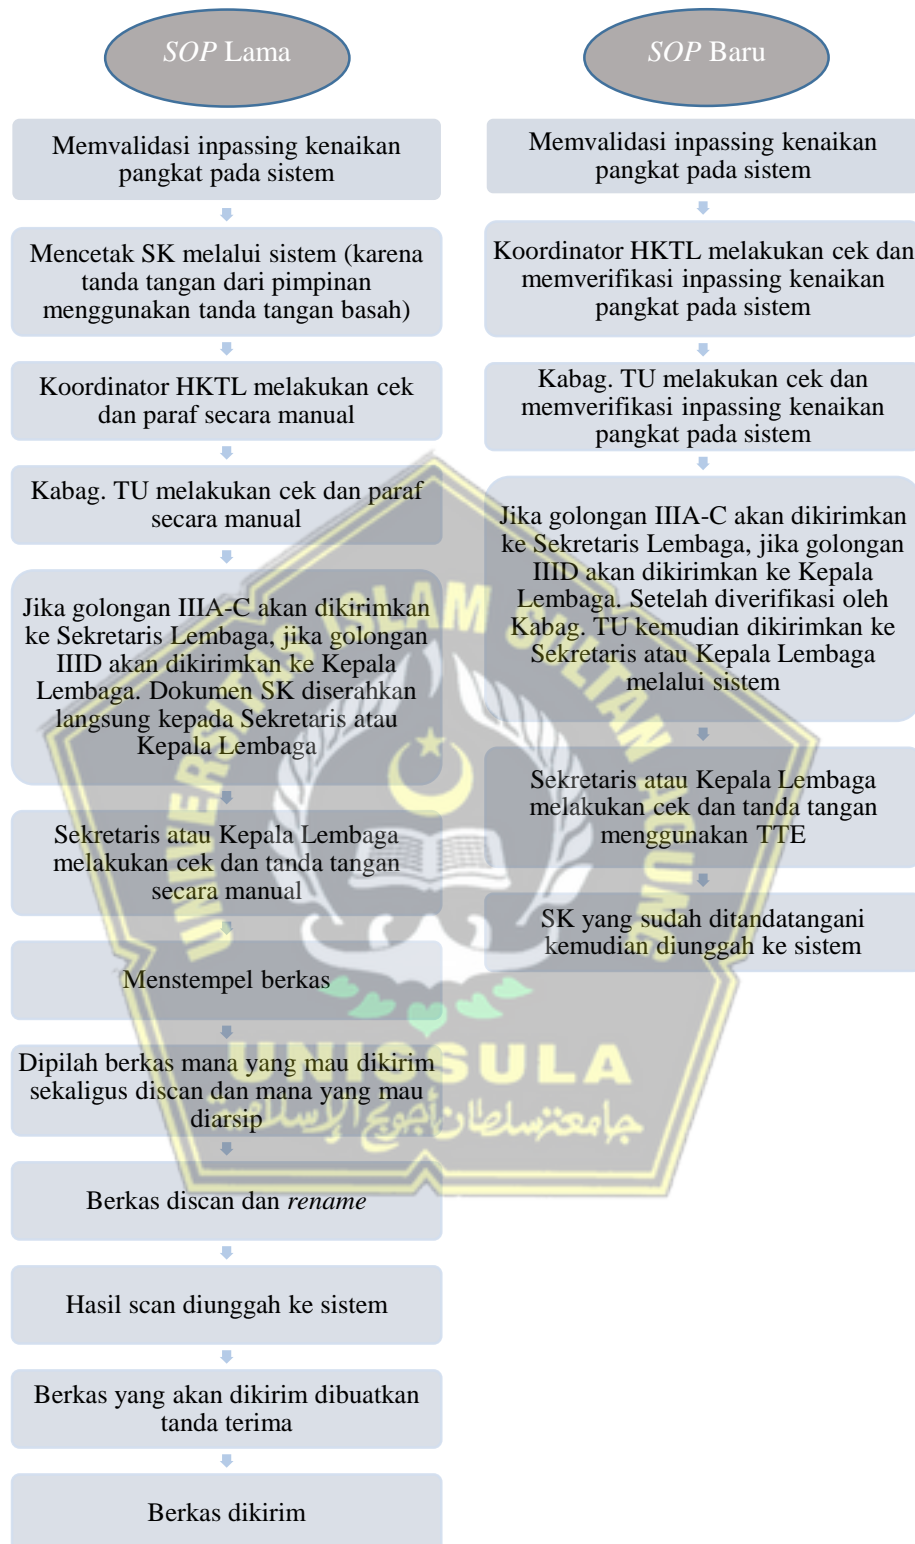 SOP Lama
Memvalidasi inpassing kenaikan
pangkat pada sistem
Mencetak SK melalui sistem (karena
tanda tangan dari pimpinan
menggunakan tanda tangan basah)
Koordinator HKTL melakukan cek
dan paraf secara manual
Kabag. TU melakukan cek dan paraf
secara manual
Jika golongan IIIA-C akan dikirimkan
ke Sekretaris Lembaga, jika golongan
IIID akan dikirimkan ke Kepala
Lembaga. Dokumen SK diserahkan
langsung kepada Sekretaris atau
Kepala Lembaga
Sekretaris atau Kepala Lembaga
melakukan cek dan tanda tangan
secara manual
Menstempel berkas
Dipilah berkas mana yang mau dikirim
sekaligus discan dan mana yang mau
diarsip
Berkas discan dan rename
Hasil scan diunggah ke sistem
Berkas yang akan dikirim dibuatkan
tanda terima
Berkas dikirim
SOP Baru
Memvalidasi inpassing kenaikan
pangkat pada sistem
Koordinator HKTL melakukan cek dan
memverifikasi inpassing kenaikan
pangkat pada sistem
Kabag. TU melakukan cek dan
memverifikasi inpassing kenaikan
pangkat pada sistem
Jika golongan IIIA-C akan dikirimkan
ke Sekretaris Lembaga, jika golongan
IIID akan dikirimkan ke Kepala
Lembaga. Setelah diverifikasi oleh
Kabag. TU kemudian dikirimkan ke
Sekretaris atau Kepala Lembaga
melalui sistem
Sekretaris atau Kepala Lembaga
melakukan cek dan tanda tangan
menggunakan TTE
SK yang sudah ditandatangani
kemudian diunggah ke sistem
UNIVERSITAS ISLAM SULTAN AGUNG
UNISSULA
جامعة سلطان أجونج الإسلامية